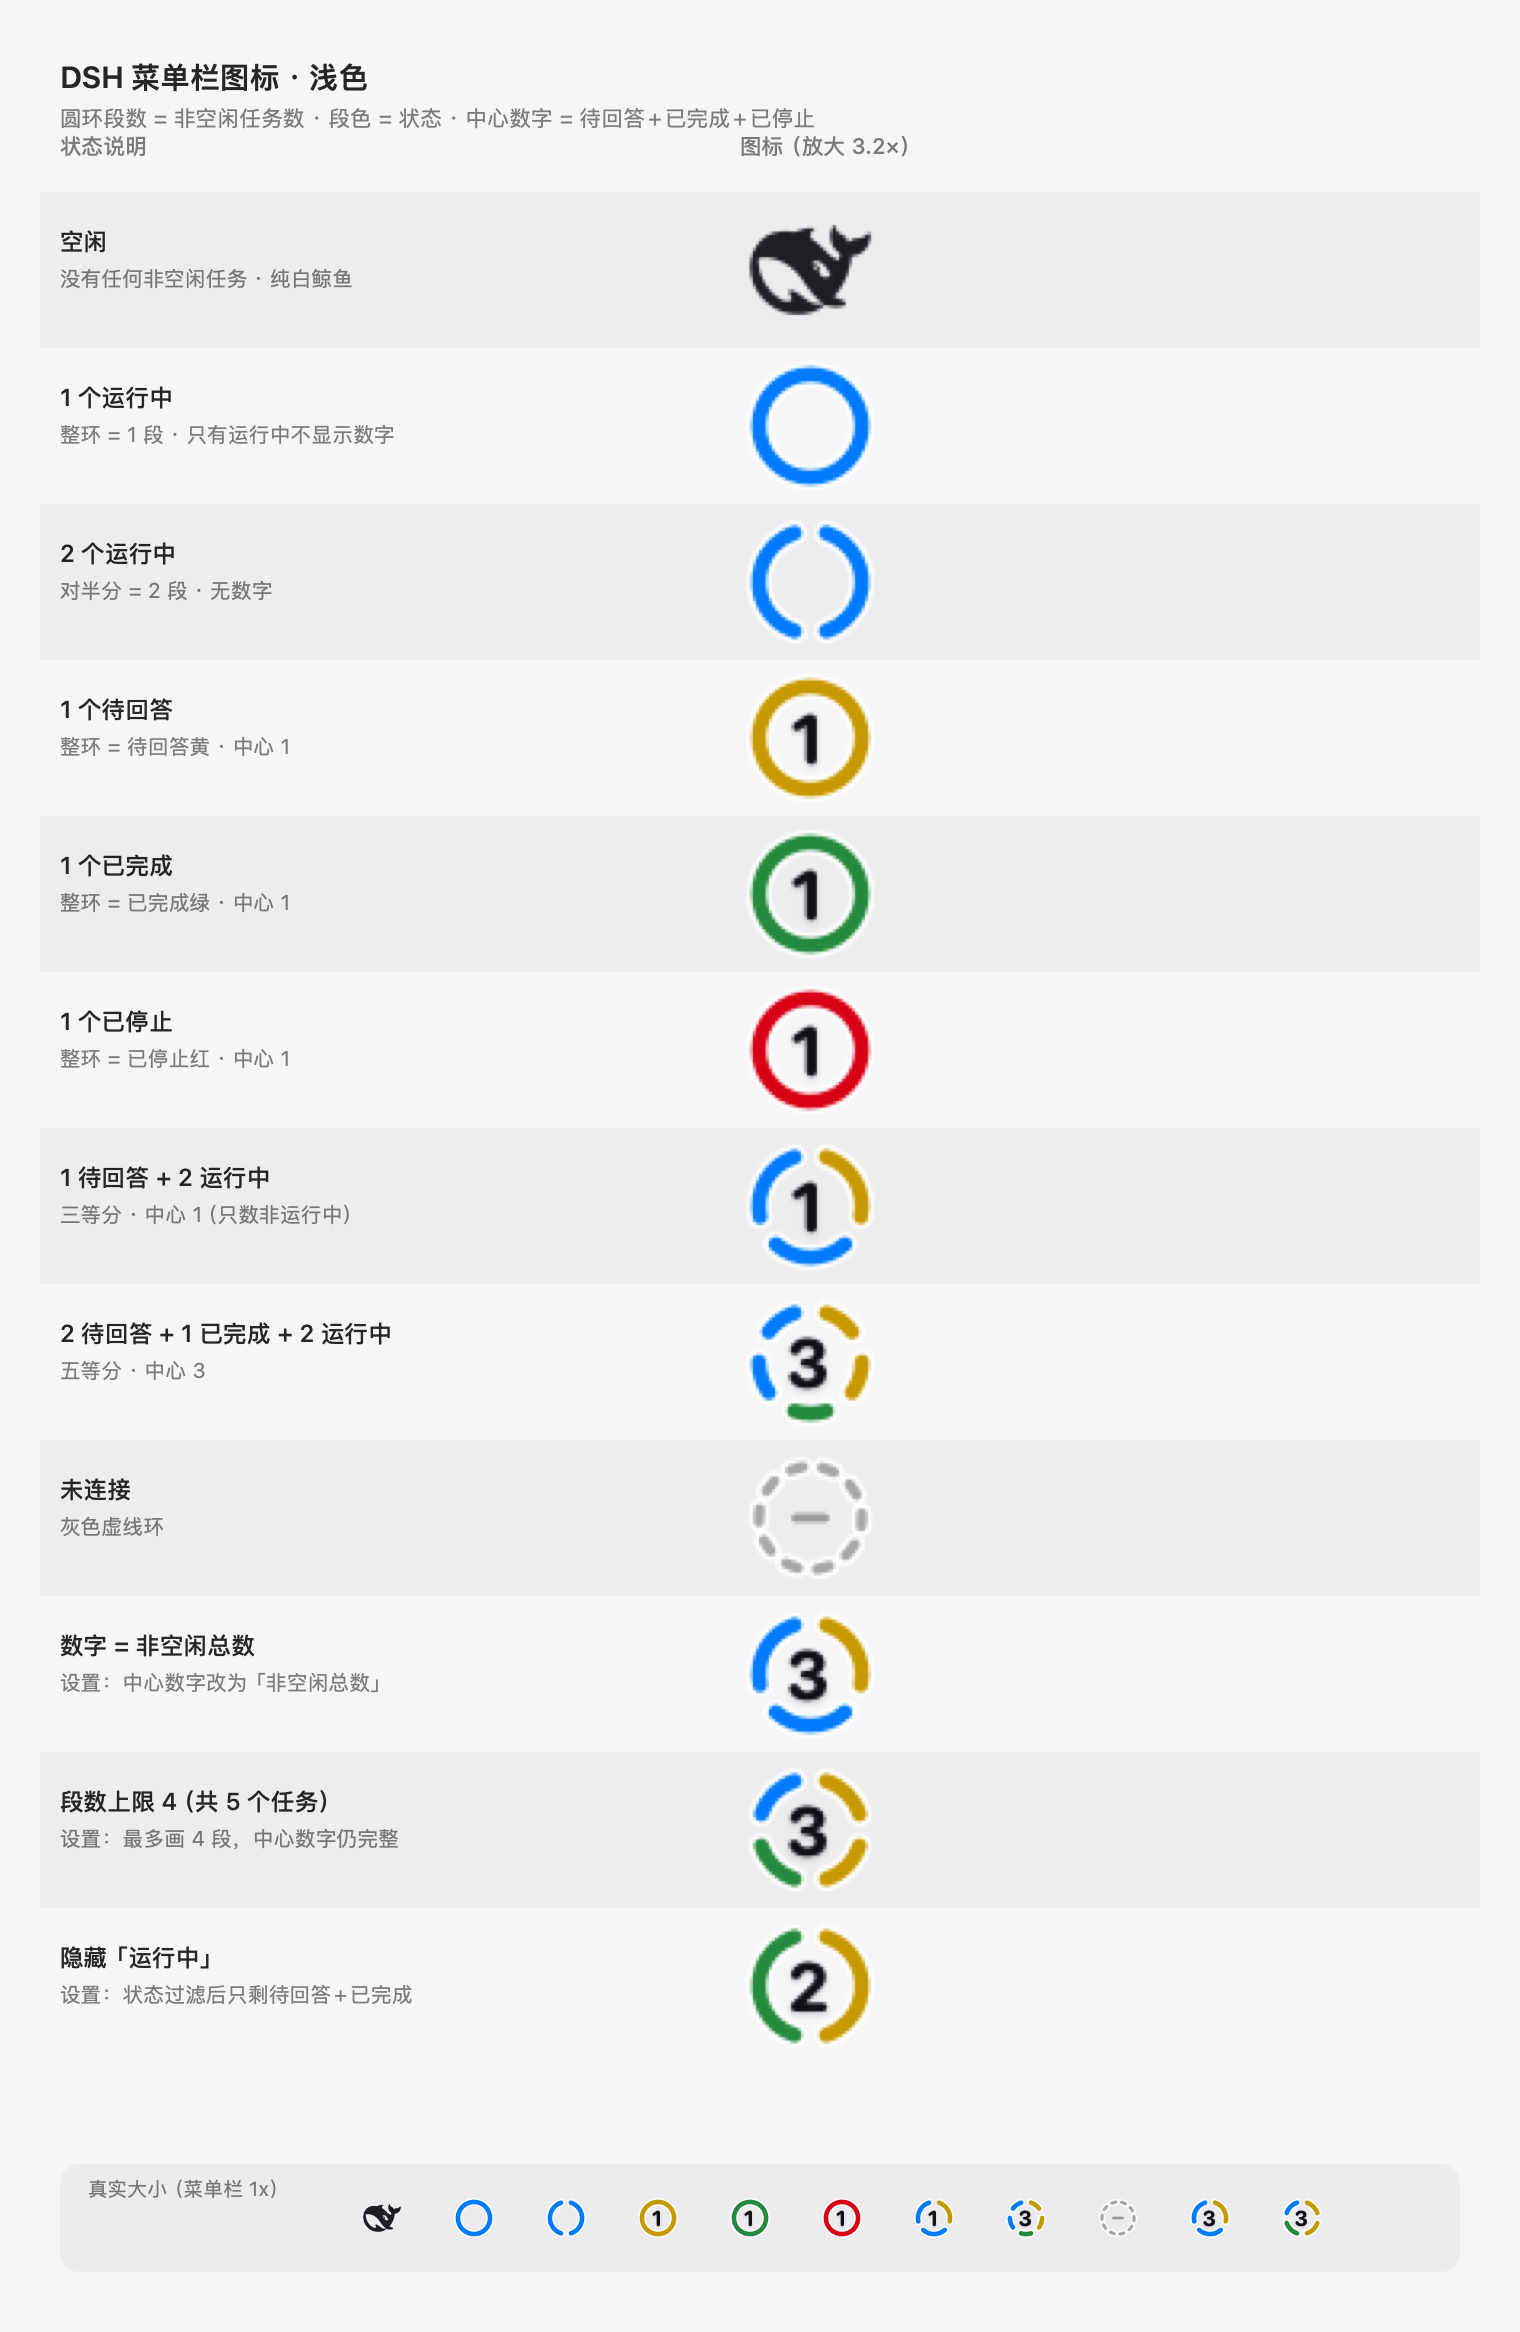 DSH 菜单栏图标 · 浅色
圆环段数 = 非空闲任务数 · 段色 = 状态 · 中心数字 = 待回答+已完成+已停止
状态说明
图标 (放大 3.2×)
空闲
没有任何非空闲任务 · 纯白鲸鱼
1 个运行中
整环 = 1 段 · 只有运行中不显示数字
2 个运行中
对半分 = 2 段 · 无数字
1 个待回答
整环 = 待回答黄 · 中心 1
1
1 个已完成
整环 = 已完成绿 · 中心 1
1
1 个已停止
整环 = 已停止红 · 中心 1
1
1 待回答 + 2 运行中
三等分 · 中心 1 (只数非运行中)
1
2 待回答 + 1 已完成 + 2 运行中
五等分 · 中心 3
3
未连接
灰色虚线环
数字 = 非空闲总数
设置：中心数字改为「非空闲总数」
3
段数上限 4 (共 5 个任务)
设置：最多画 4 段，中心数字仍完整
3
隐藏「运行中」
设置：状态过滤后只剩待回答+已完成
2
真实大小 (菜单栏 1x)
1 1 1 1 3 3 3